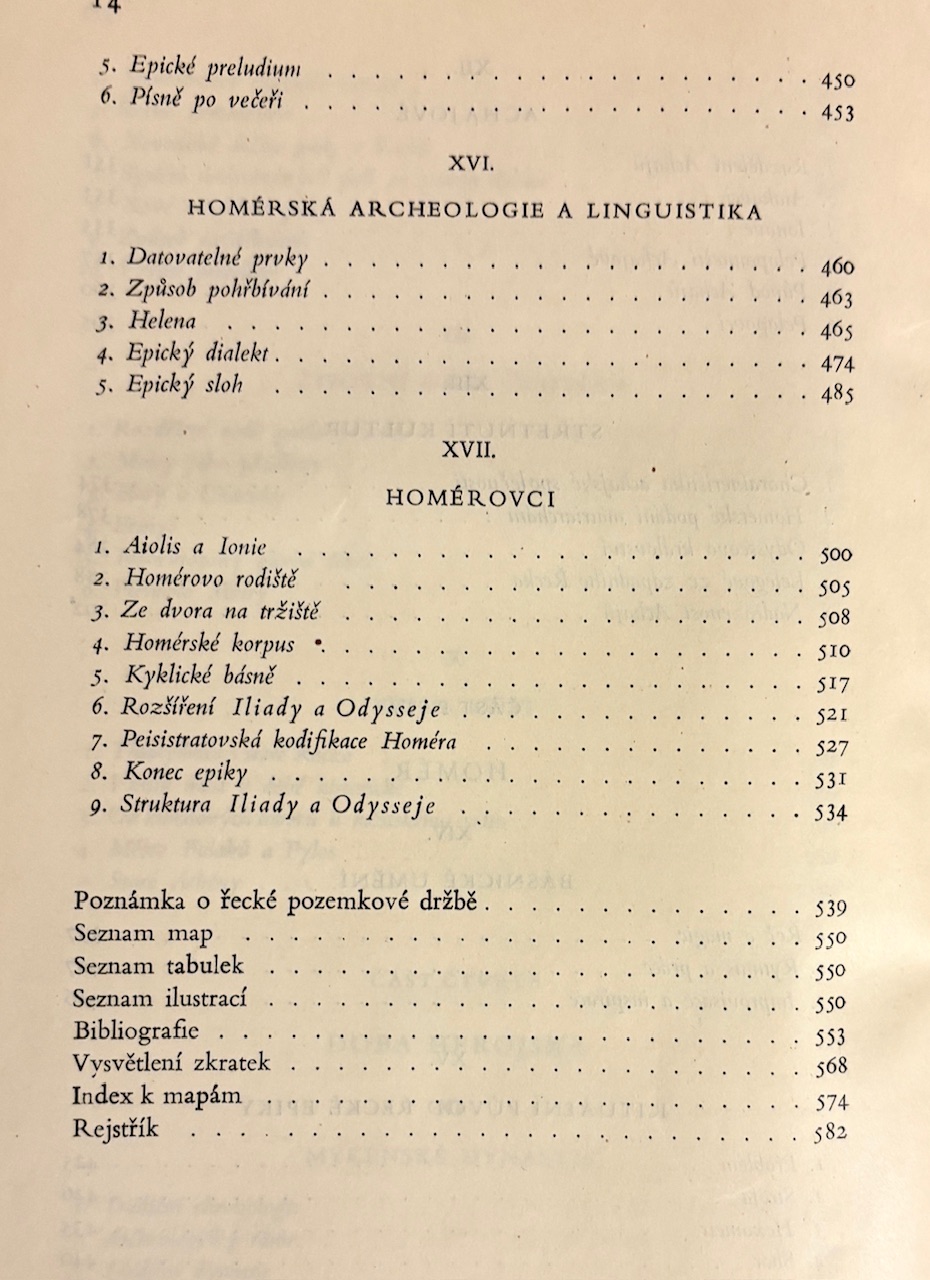 14
5. Epické preludium . . . . . . . . . . . . . . . . . . . . . 450
6. Písně po večeři . . . . . . . . . . . . . . . . . . . . . . 453
XVI.
HOMÉRSKÁ ARCHEOLOGIE A LINGUISTIKA
1. Datovatelné prvky . . . . . . . . . . . . . . . . . . . . . 460
2. Způsob pohřbívání . . . . . . . . . . . . . . . . . . . . . 463
3. Helena . . . . . . . . . . . . . . . . . . . . . . . . 465
4. Epický dialekt . . . . . . . . . . . . . . . . . . . . . . . 474
5. Epický sloh . . . . . . . . . . . . . . . . . . . . . . . 485
XVII.
HOMÉROVCI
1. Aiolis a Ionie . . . . . . . . . . . . . . . . . . . . . . 500
2. Homérovo rodiště . . . . . . . . . . . . . . . . . . . . 505
3. Ze dvora na tržiště . . . . . . . . . . . . . . . . . . . . 508
4. Homérské korpus . . . . . . . . . . . . . . . . . . . . . 510
5. Kyklické básně . . . . . . . . . . . . . . . . . . . . . . 517
6. Rozšíření Iliady a Odysseje . . . . . . . . . . . . . . 521
7. Peisistratovská kodifikace Homéra . . . . . . . . . . . . . 527
8. Konec epiky . . . . . . . . . . . . . . . . . . . . . . . 531
9. Struktura Iliady a Odysseje . . . . . . . . . . . . . . 534
Poznámka o řecké pozemkové držbě . . . . . . . . . . . . . 539
Seznam map . . . . . . . . . . . . . . . . . . . . . . . . 550
Seznam tabulek . . . . . . . . . . . . . . . . . . . . . . . 550
Seznam ilustrací . . . . . . . . . . . . . . . . . . . . . . . 550
Bibliografie . . . . . . . . . . . . . . . . . . . . . . . . . 553
Vysvětlení zkratek . . . . . . . . . . . . . . . . . . . . . . 568
Index k mapám . . . . . . . . . . . . . . . . . . . . . . . 574
Rejstřík . . . . . . . . . . . . . . . . . . . . . . . . . . 582